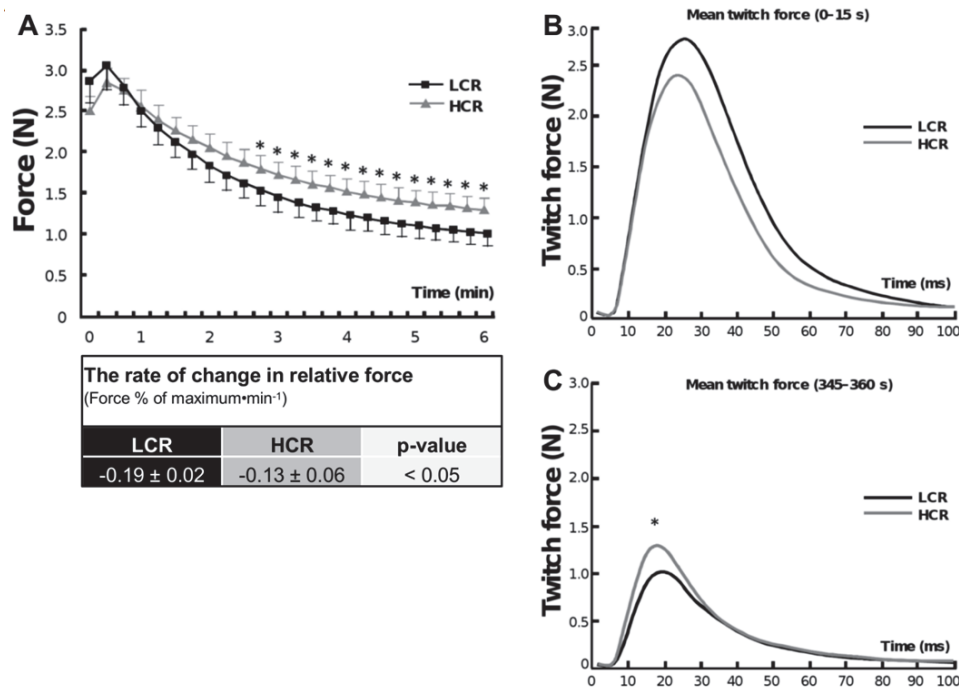 A
3.5
3.0
2.5
2.0
1.5
1.0
0.5
0
Force (N)
LCR
HCR
* * * * * * * * * * * * * *
Time (min)
0 1 2 3 4 5 6
The rate of change in relative force
(Force % of maximum•min-1)
LCR HCR p-value
-0.19 ± 0.02 -0.13 ± 0.06 < 0.05
B
Mean twitch force (0–15 s)
3.0
2.5
2.0
1.5
1.0
0.5
0
Twitch force (N)
LCR
HCR
Time (ms)
0 10 20 30 40 50 60 70 80 90 100
C
Mean twitch force (345–360 s)
3.0
2.5
2.0
1.5
1.0
0.5
0
Twitch force (N)
LCR
HCR
*
Time (ms)
0 10 20 30 40 50 60 70 80 90 100